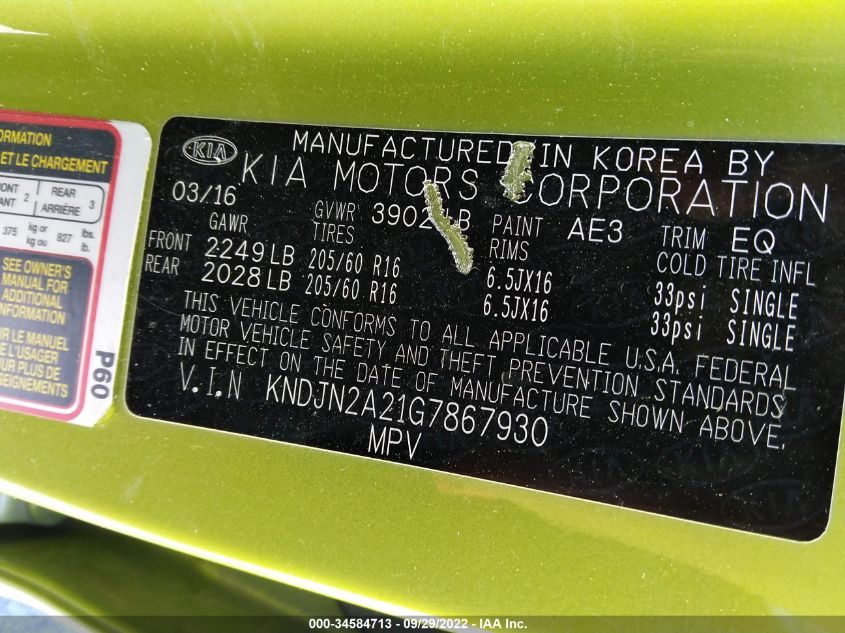 ORMATION
ET LE CHARGEMENT
ONT 2 REAR 3
ANT ARRIÈRE
375 kg or 827 lbs.
kg ou
SEE OWNER'S
MANUAL FOR
ADDITIONAL
INFORMATION
LE MANUEL
L'USAGER
PLUS DE
SEIGNEMENTS
P60
KIA
MANUFACTURED IN KOREA BY
KIA MOTORS CORPORATION
03/16 GVWR 3902LB PAINT AE3 TRIM EQ
GAWR TIRES RIMS COLD TIRE INFL
FRONT 2249LB 205/60 R16 6.5JX16 33psi SINGLE
REAR 2028LB 205/60 R16 6.5JX16 33psi SINGLE
THIS VEHICLE CONFORMS TO ALL APPLICABLE U.S.A. FEDERAL
MOTOR VEHICLE SAFETY AND THEFT PREVENTION STANDARDS
IN EFFECT ON THE DATE OF MANUFACTURE SHOWN ABOVE.
V.I.N KNDJN2A21G7867930
MPV
000-34584713 - 09/29/2022 - IAA Inc.